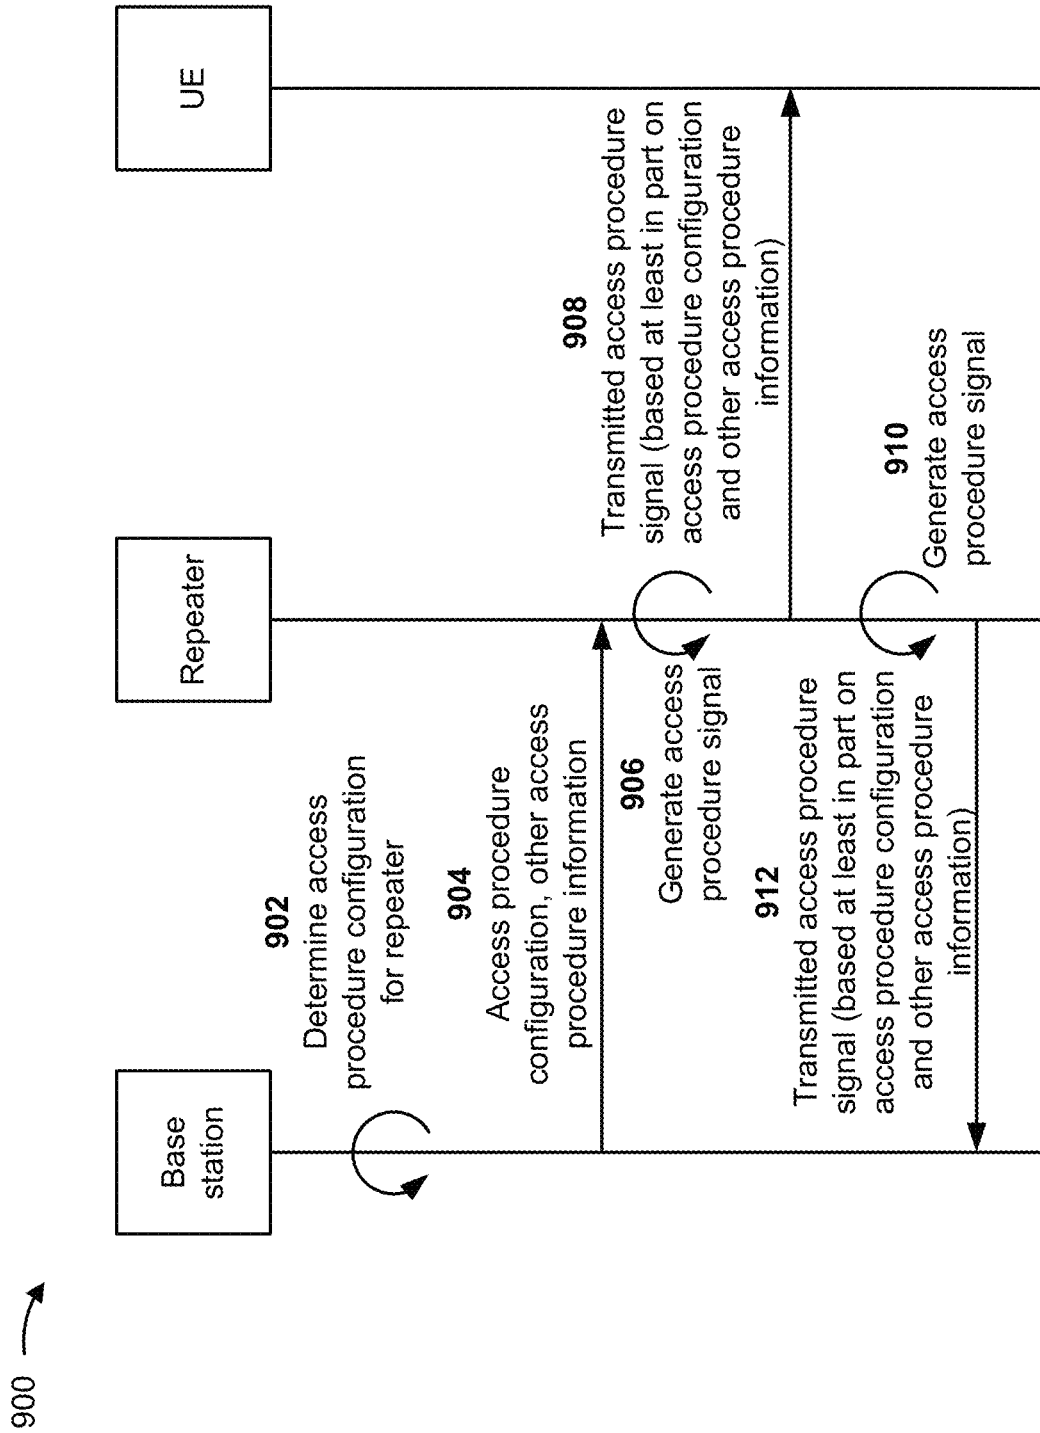 900
Base
station
Repeater
UE
902
Determine access
procedure configuration
for repeater
904
Access procedure
configuration, other access
procedure information
906
Generate access
procedure signal
908
Transmitted access procedure
signal (based at least in part on
access procedure configuration
and other access procedure
information)
910
Generate access
procedure signal
912
Transmitted access procedure
signal (based at least in part on
access procedure configuration
and other access procedure
information)